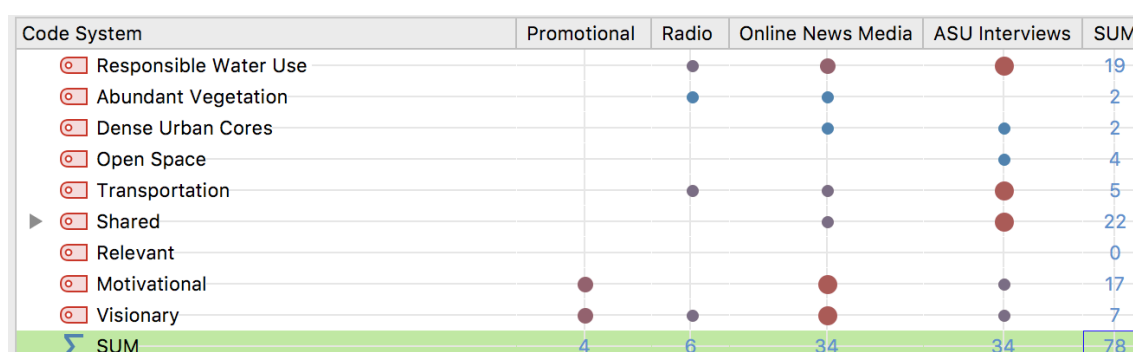 Code System Promotional Radio Online News Media ASU Interviews SUM
Responsible Water Use 19
Abundant Vegetation 2
Dense Urban Cores 2
Open Space 4
Transportation 5
Shared 22
Relevant 0
Motivational 17
Visionary 7
Σ SUM 4 6 34 34 78